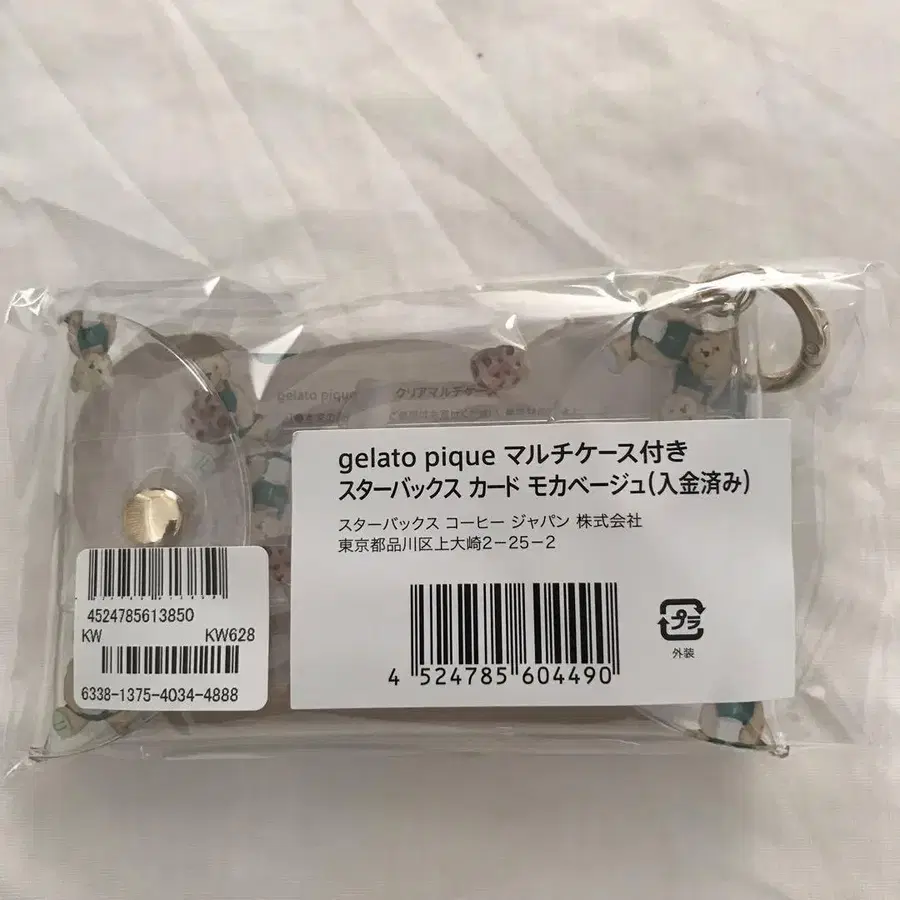 gelato pique
クリアマルチケース
gelato pique マルチケース付き
スターバックス カード モカベージュ(入金済み)
スターバックス コーヒー ジャパン 株式会社
東京都品川区上大崎2-25-2
4 524785 604490
プラ
外装
4524785613850
KW KW628
6338-1375-4034-4888